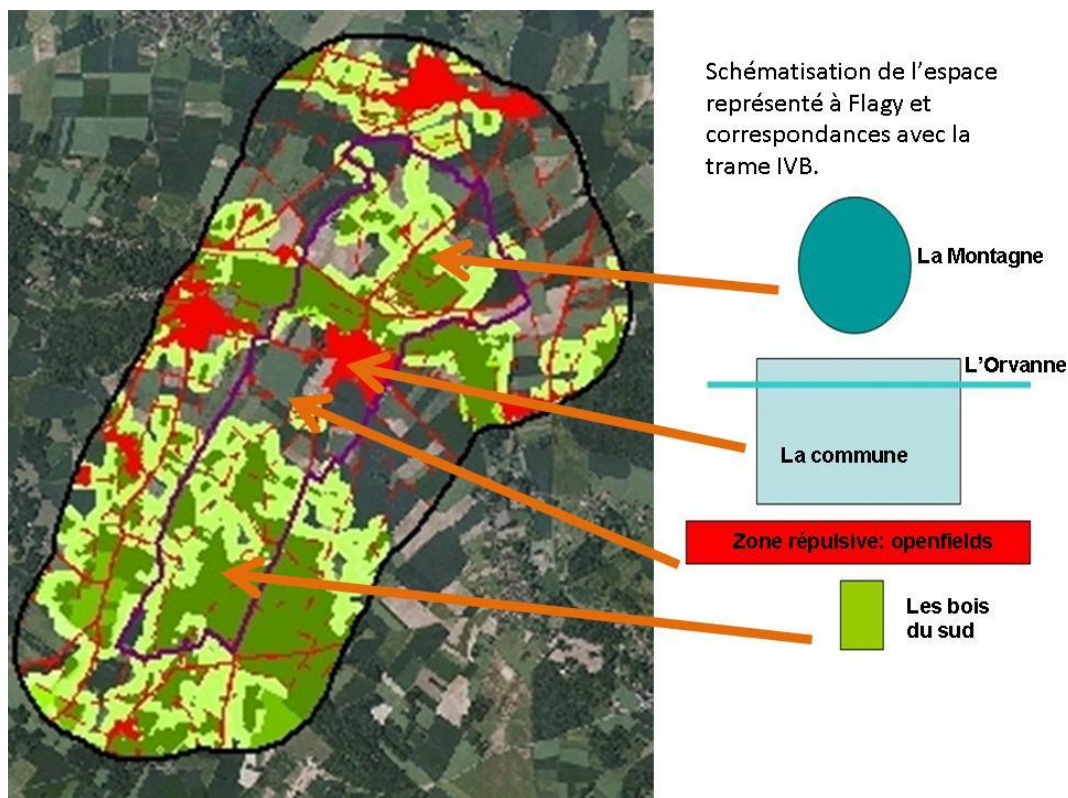 Schématisation de l'espace
représenté à Flagy et
correspondances avec la
trame IVB.
La Montagne
L'Orvanne
La commune
Zone répulsive: openfields
Les bois
du sud